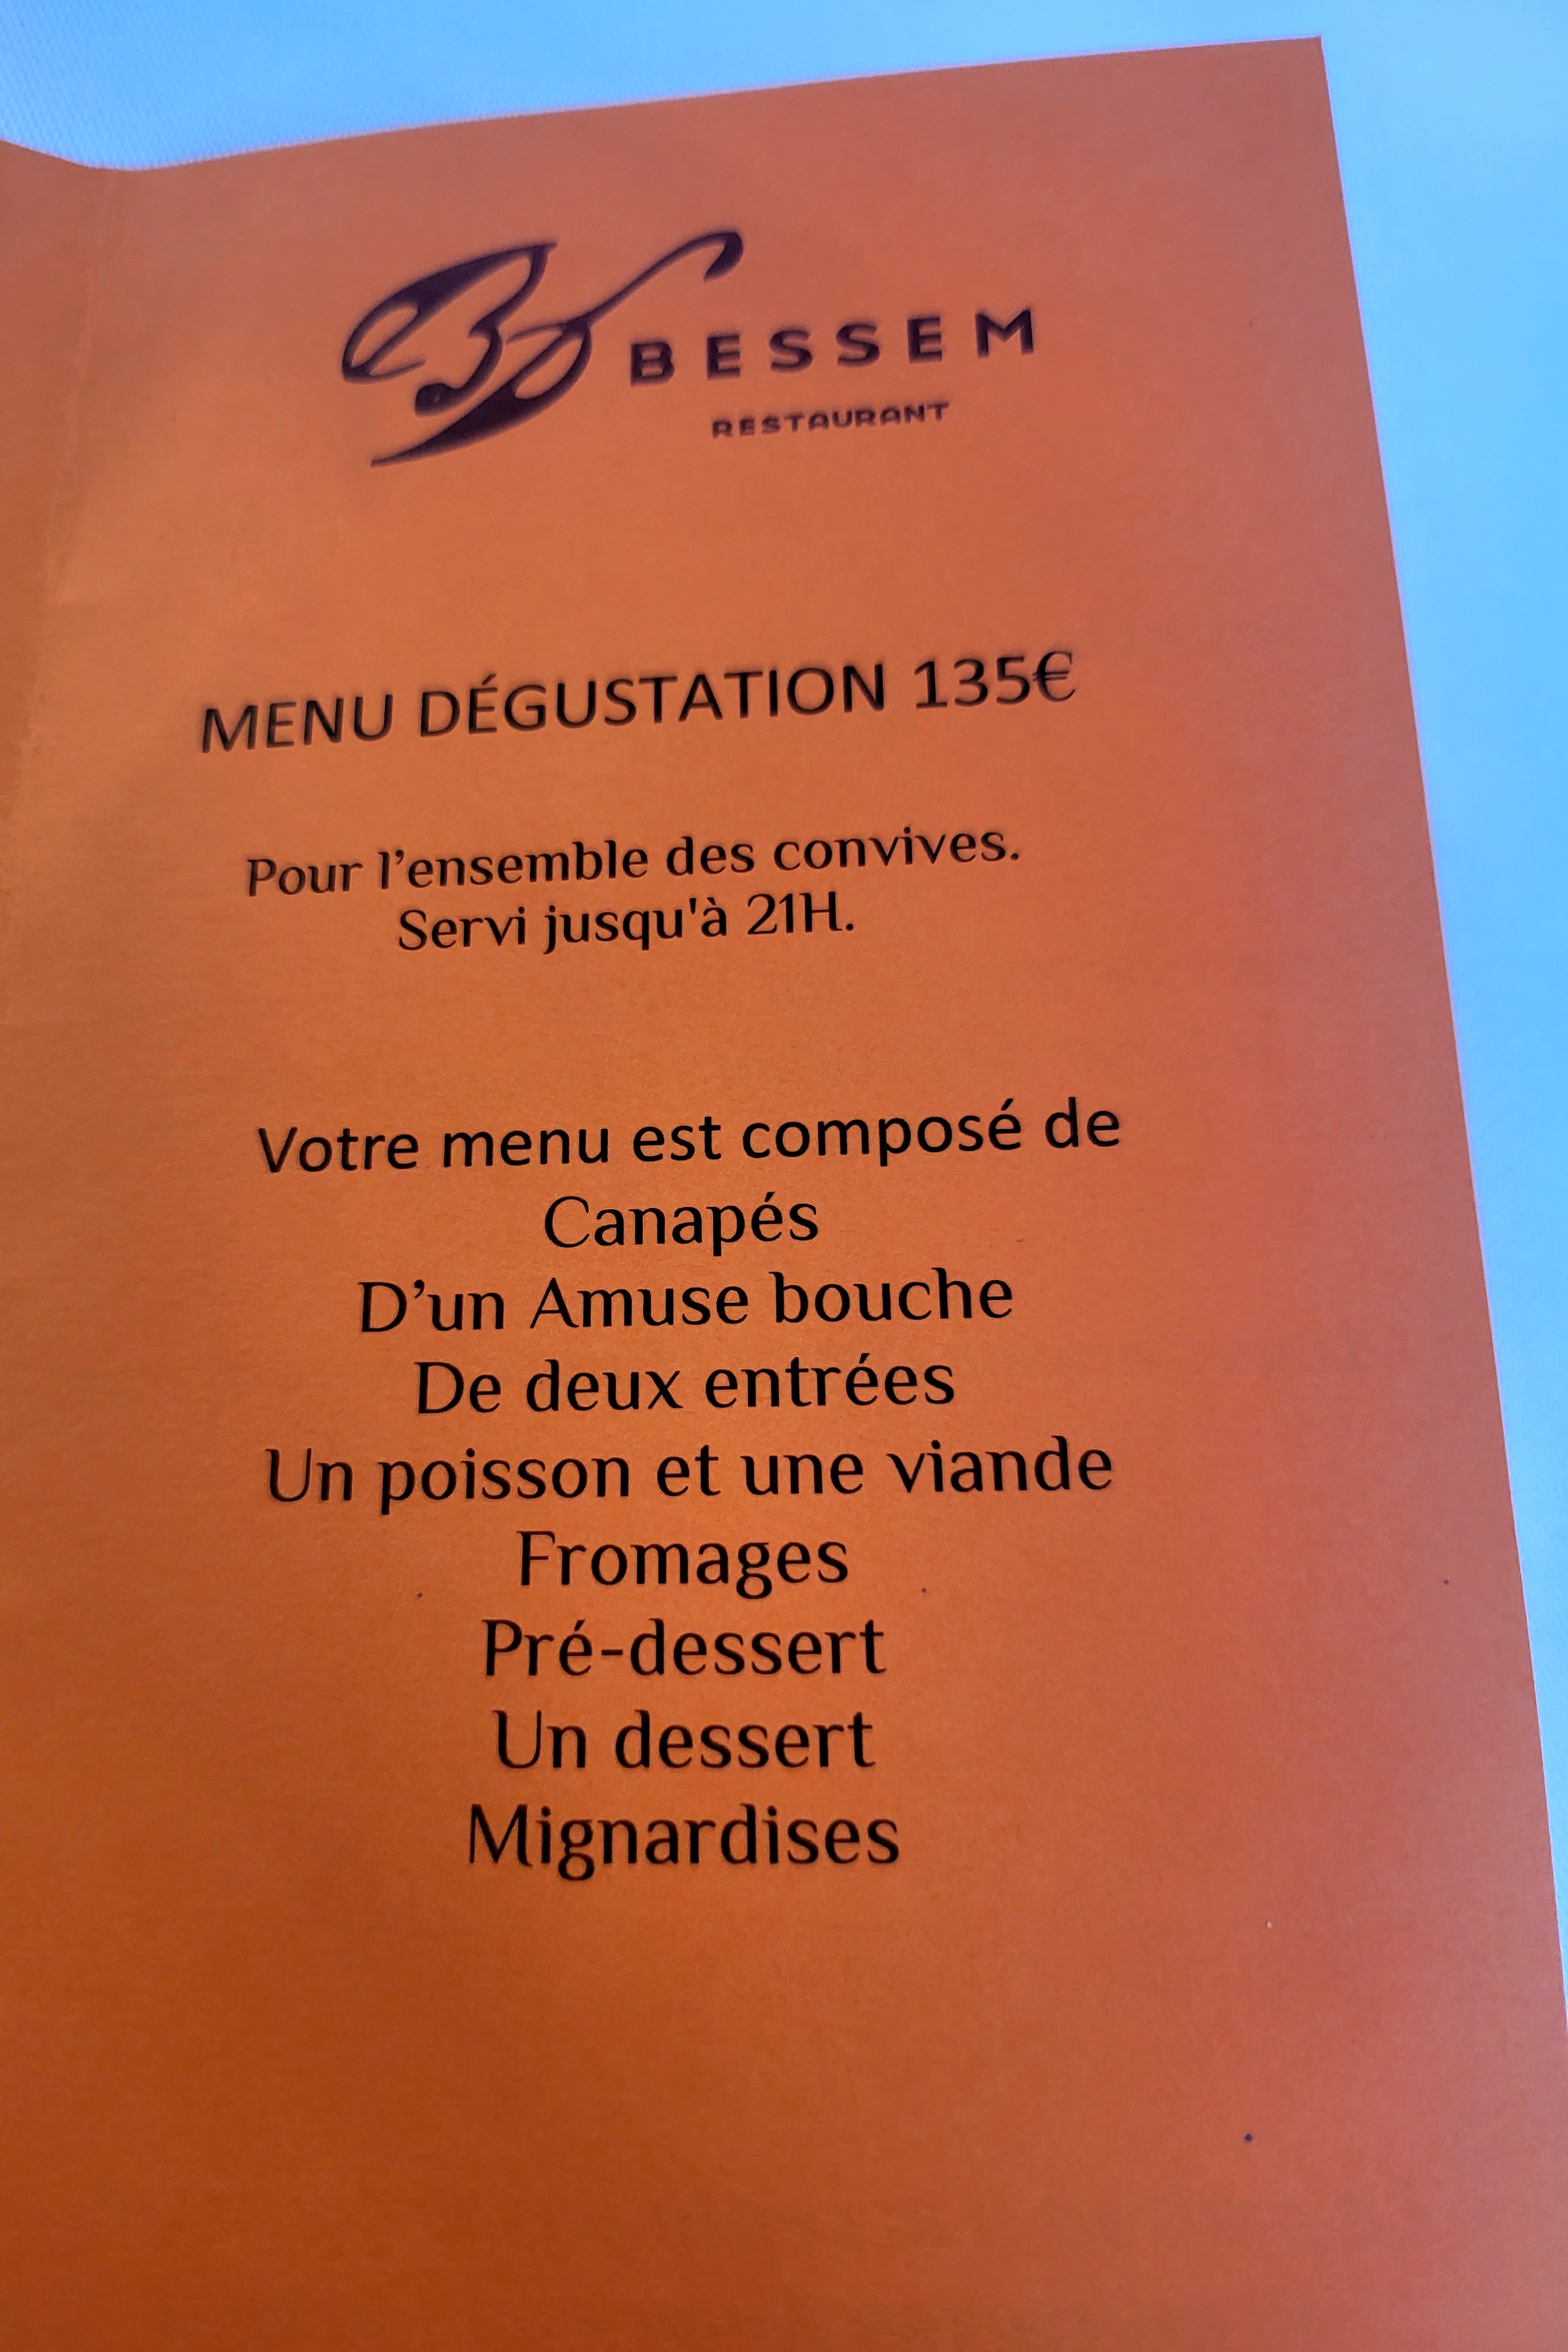 BESSEM
RESTAURANT
MENU DÉGUSTATION 135€
Pour l’ensemble des convives.
Servi jusqu'à 21H.
Votre menu est composé de
Canapés
D’un Amuse bouche
De deux entrées
Un poisson et une viande
Fromages
Pré-dessert
Un dessert
Mignardises